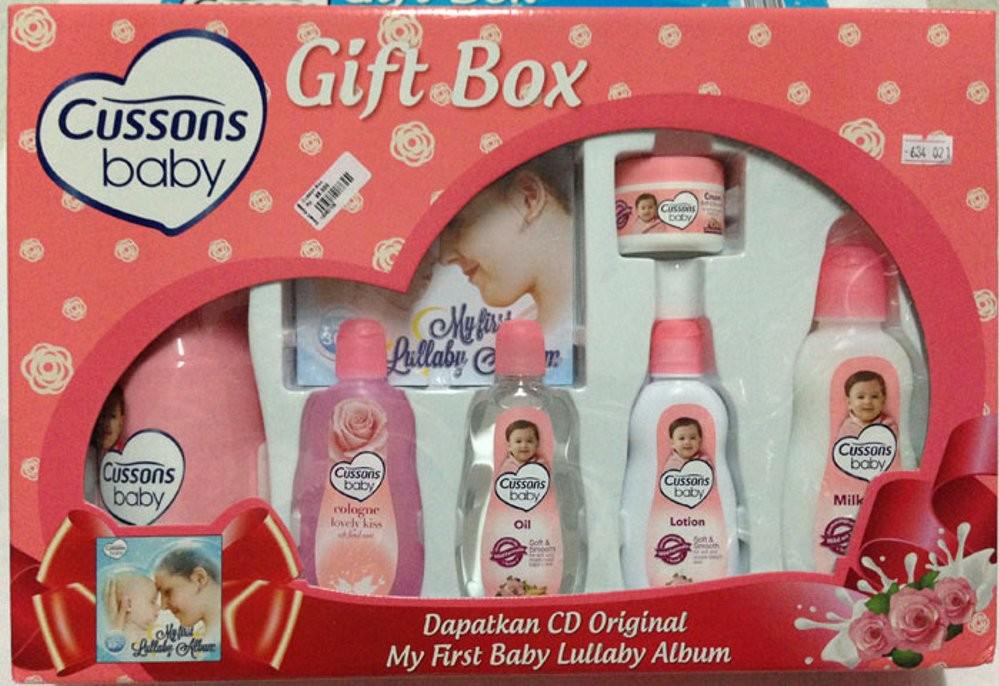 Gift Box
Cussons
baby
Gift Box
-634 021
Cussons
baby
Cream
My first
Lullaby Album
Cussons
baby
Cussons
baby
cologne
lovely kiss
Cussons
baby
Oil
Soft &
Smooth
Cussons
baby
Lotion
Soft &
Smooth
Cussons
baby
Milk
My first
Lullaby Album
Dapatkan CD Original
My First Baby Lullaby Album